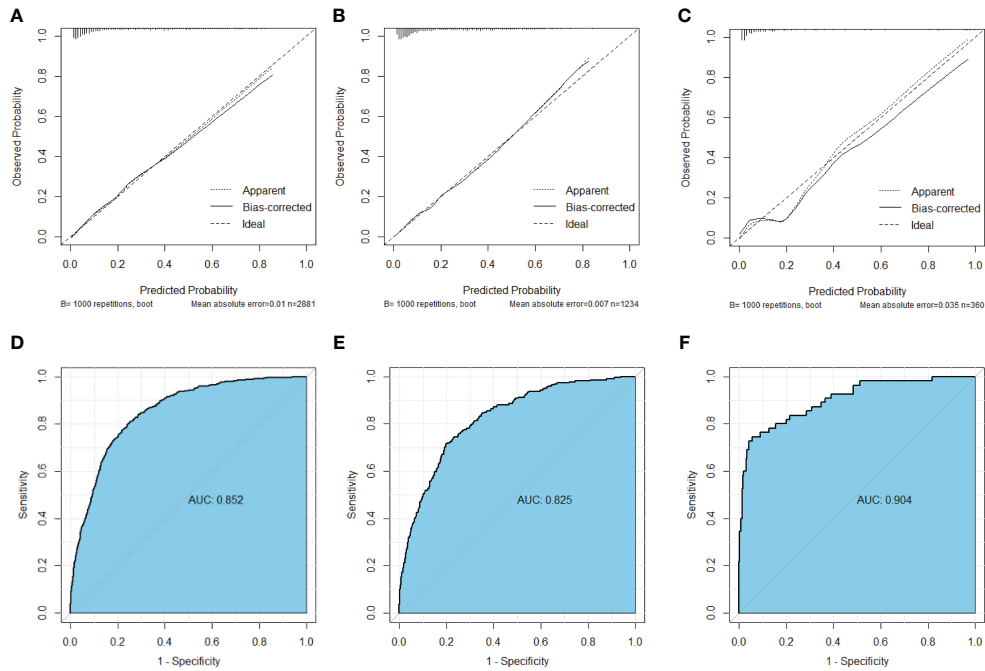 A
B
C
1.0
0.8
0.6
0.4
0.2
0.0
Observed Probability
Apparent
Bias-corrected
Ideal
0.0 0.2 0.4 0.6 0.8 1.0
Predicted Probability
B= 1000 repetitions, boot Mean absolute error=0.01 n=2881
1.0
0.8
0.6
0.4
0.2
0.0
Observed Probability
Apparent
Bias-corrected
Ideal
0.0 0.2 0.4 0.6 0.8 1.0
Predicted Probability
B= 1000 repetitions, boot Mean absolute error=0.007 n=1234
1.0
0.8
0.6
0.4
0.2
0.0
Observed Probability
Apparent
Bias-corrected
Ideal
0.0 0.2 0.4 0.6 0.8 1.0
Predicted Probability
B= 1000 repetitions, boot Mean absolute error=0.035 n=360
D
E
F
1.0
0.8
0.6
0.4
0.2
0.0
Sensitivity
AUC: 0.852
0.0 0.2 0.4 0.6 0.8 1.0
1 - Specificity
1.0
0.8
0.6
0.4
0.2
0.0
Sensitivity
AUC: 0.825
0.0 0.2 0.4 0.6 0.8 1.0
1 - Specificity
1.0
0.8
0.6
0.4
0.2
0.0
Sensitivity
AUC: 0.904
0.0 0.2 0.4 0.6 0.8 1.0
1 - Specificity